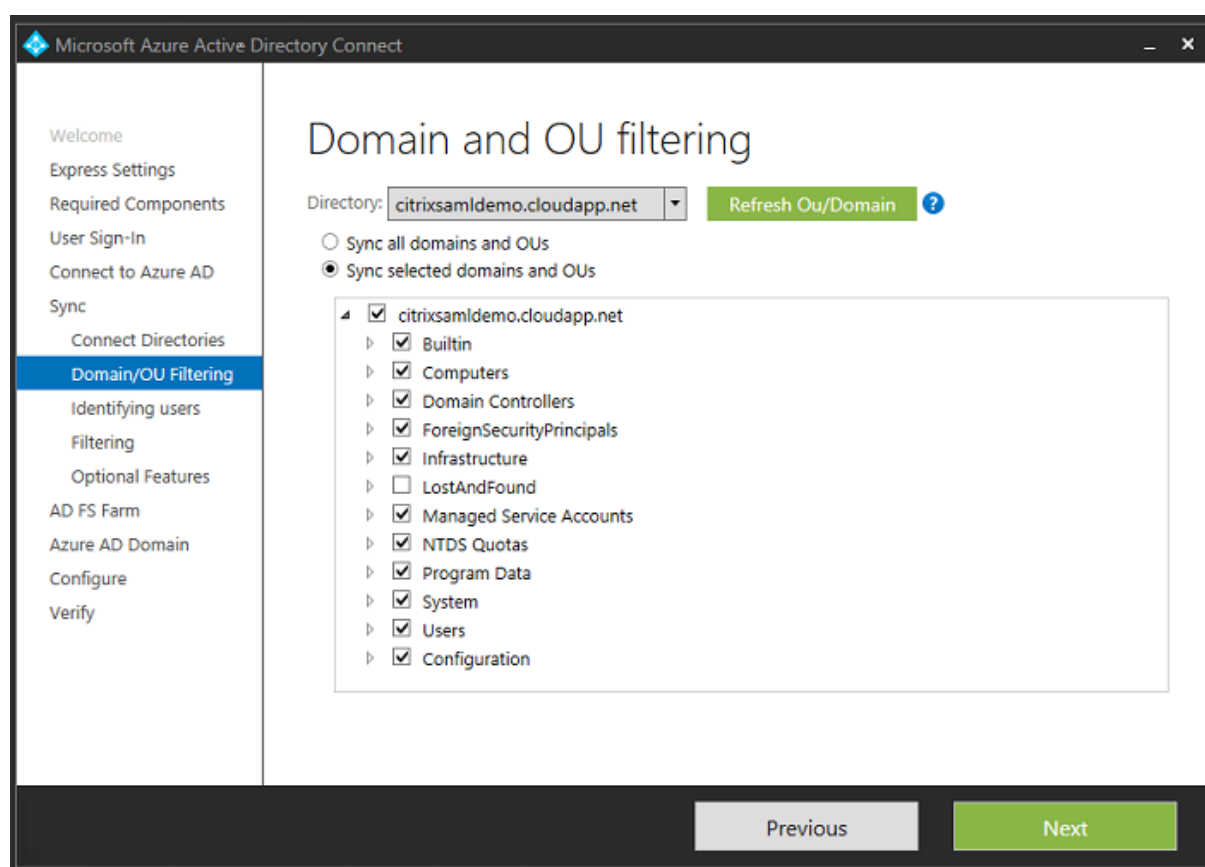 Microsoft Azure Active Directory Connect
Welcome
Express Settings
Required Components
User Sign-In
Connect to Azure AD
Sync
Connect Directories
Domain/OU Filtering
Identifying users
Filtering
Optional Features
AD FS Farm
Azure AD Domain
Configure
Verify
Domain and OU filtering
Directory: citrixsamldemo.cloudapp.net Refresh Ou/Domain ?
Sync all domains and OUs
Sync selected domains and OUs
citrixsamldemo.cloudapp.net
Builtin
Computers
Domain Controllers
ForeignSecurityPrincipals
Infrastructure
LostAndFound
Managed Service Accounts
NTDS Quotas
Program Data
System
Users
Configuration
Previous Next